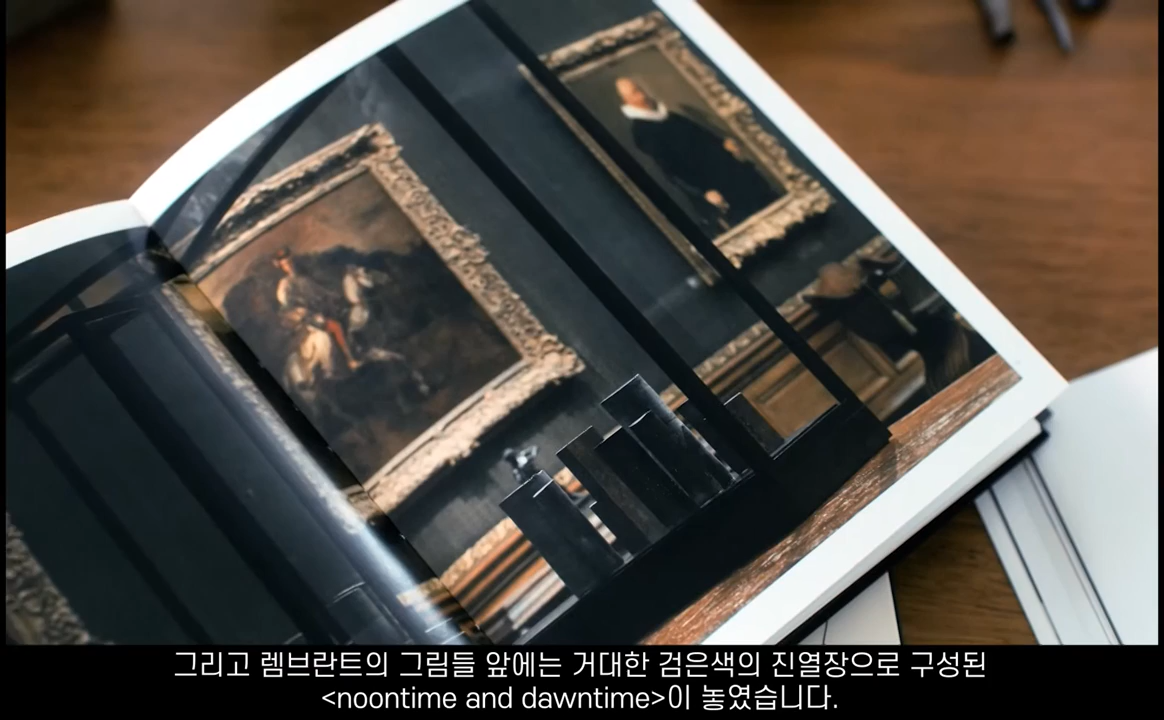 그리고 렘브란트의 그림들 앞에는 거대한 검은색의 진열장으로 구성된
<noontime and dawntime>이 놓였습니다.